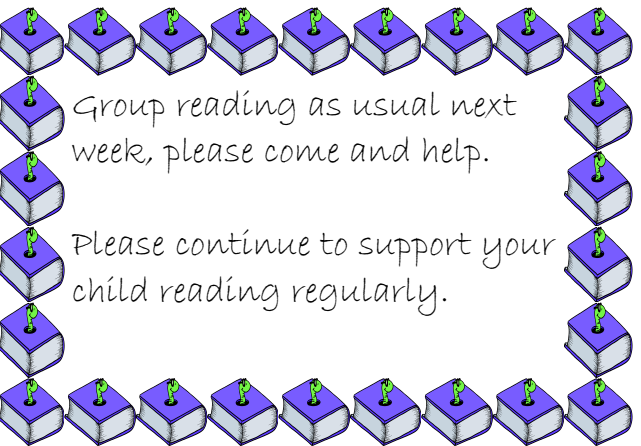 Group reading as usual next
week, please come and help.
Please continue to support your
child reading regularly.